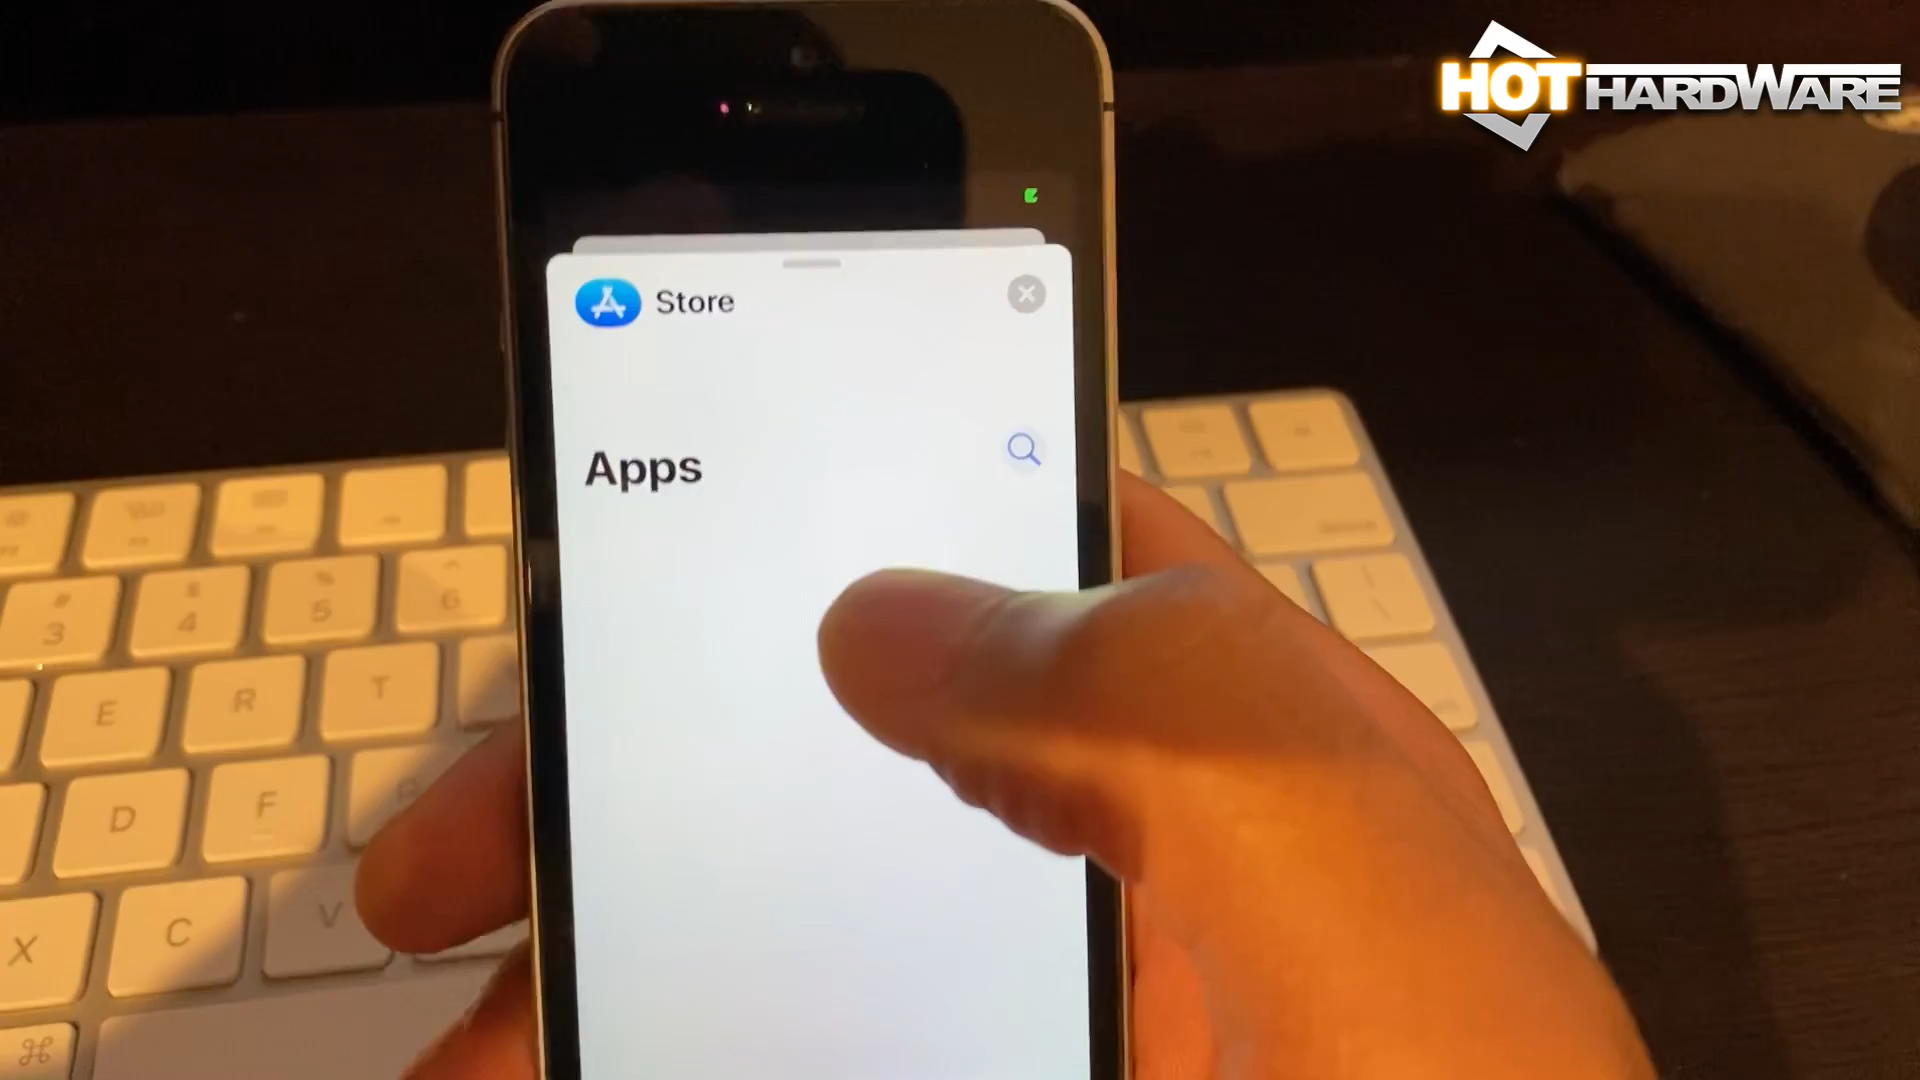 HOT HARDWARE
Store
Apps
3 4 5 6
E R T
D F
X C V
⌘